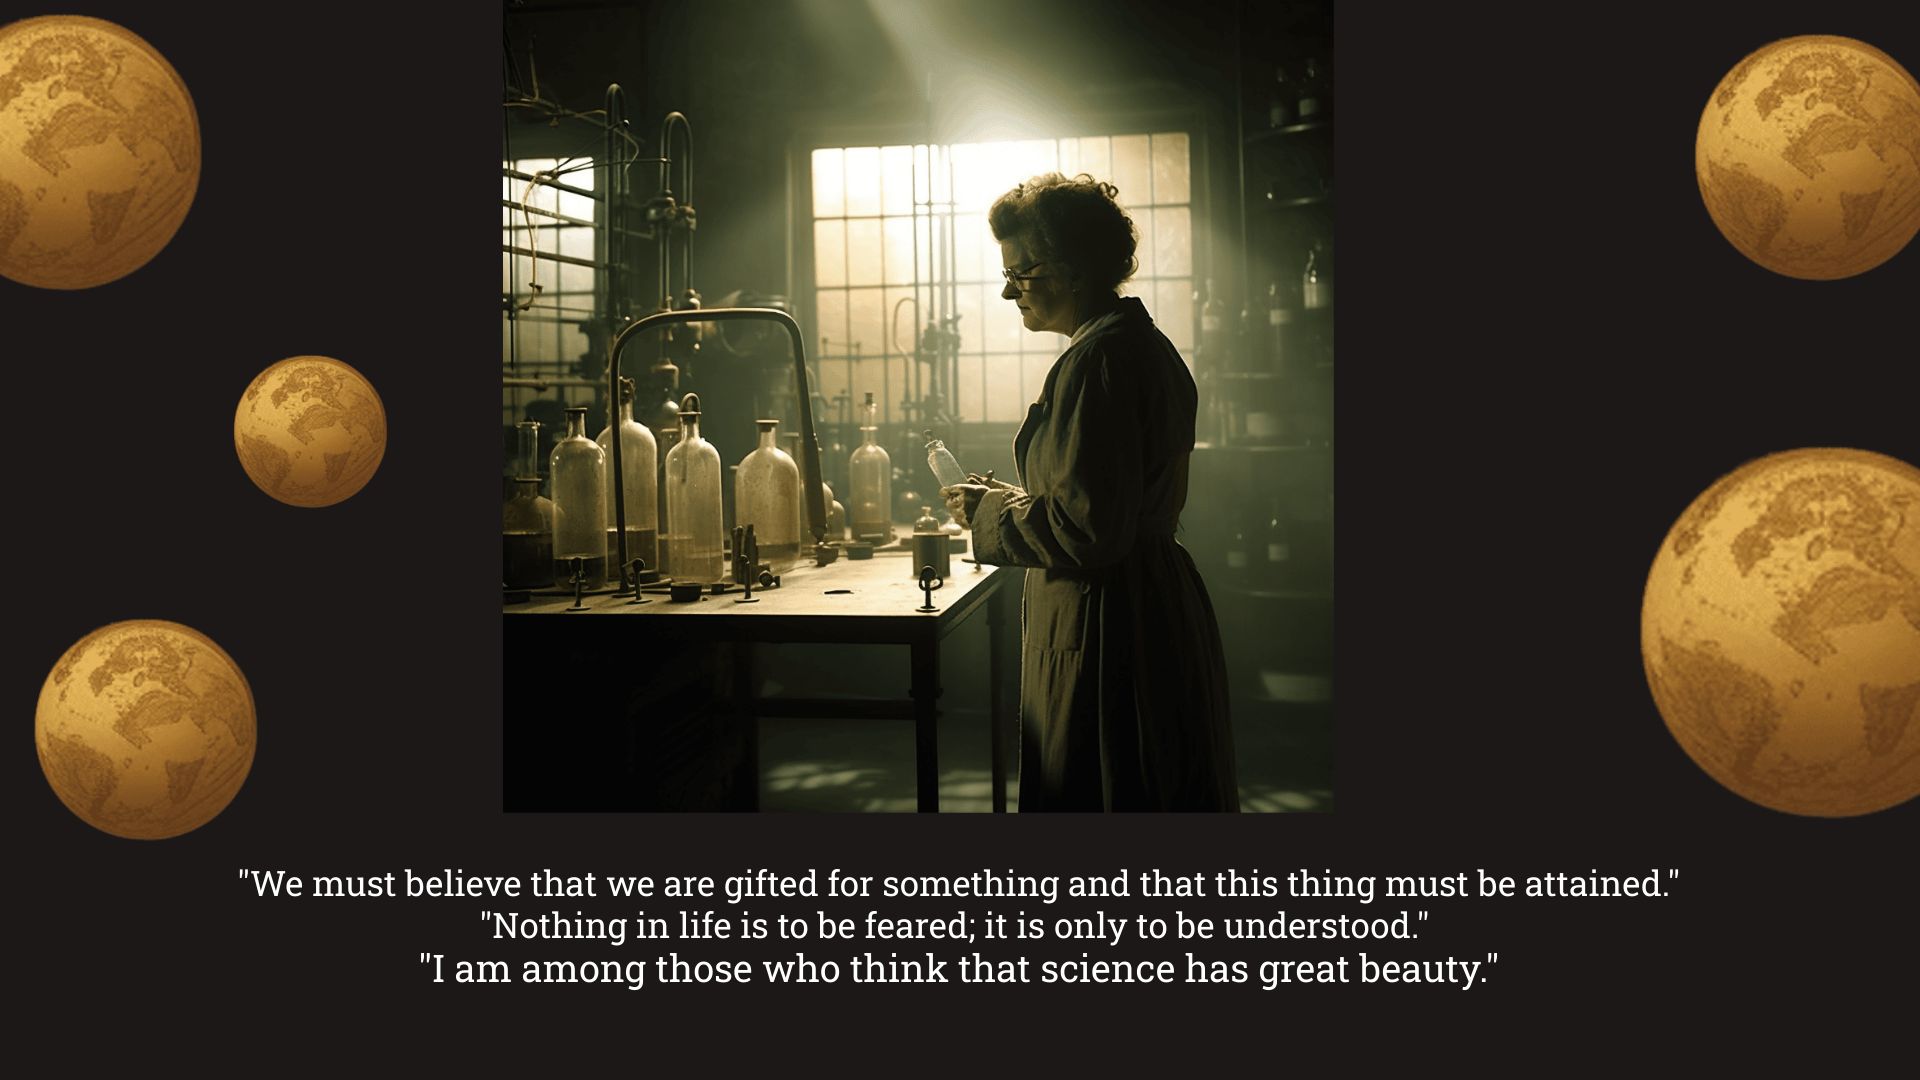 "We must believe that we are gifted for something and that this thing must be attained."
"Nothing in life is to be feared; it is only to be understood."
"I am among those who think that science has great beauty."